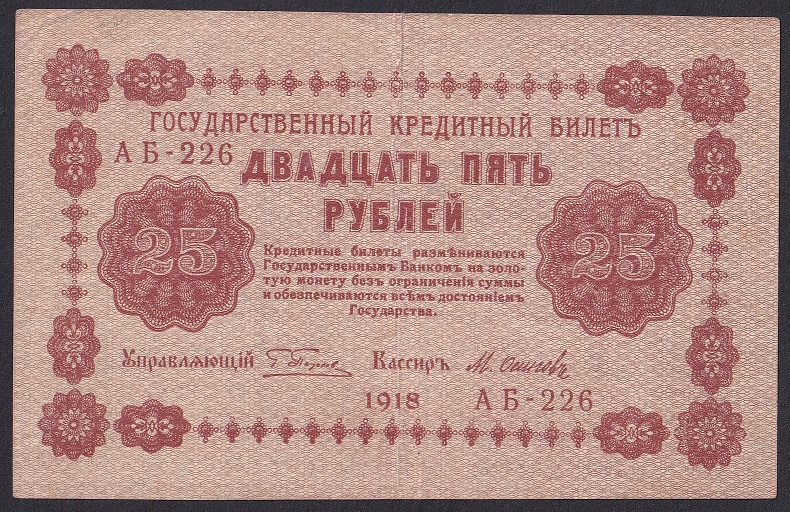 ГОСУДАРСТВЕННЫЙ КРЕДИТНЫЙ БИЛЕТЪ
АБ-226
ДВАДЦАТЬ ПЯТЬ
РУБЛЕЙ
25
25
Кредитные билеты размѣниваются
Государственнымъ Банкомъ на золо-
тую монету безъ ограниченія суммы
и обезпечиваются всѣмъ достояніемъ
Государства.
Управляющій
Кассиръ
1918 АБ-226